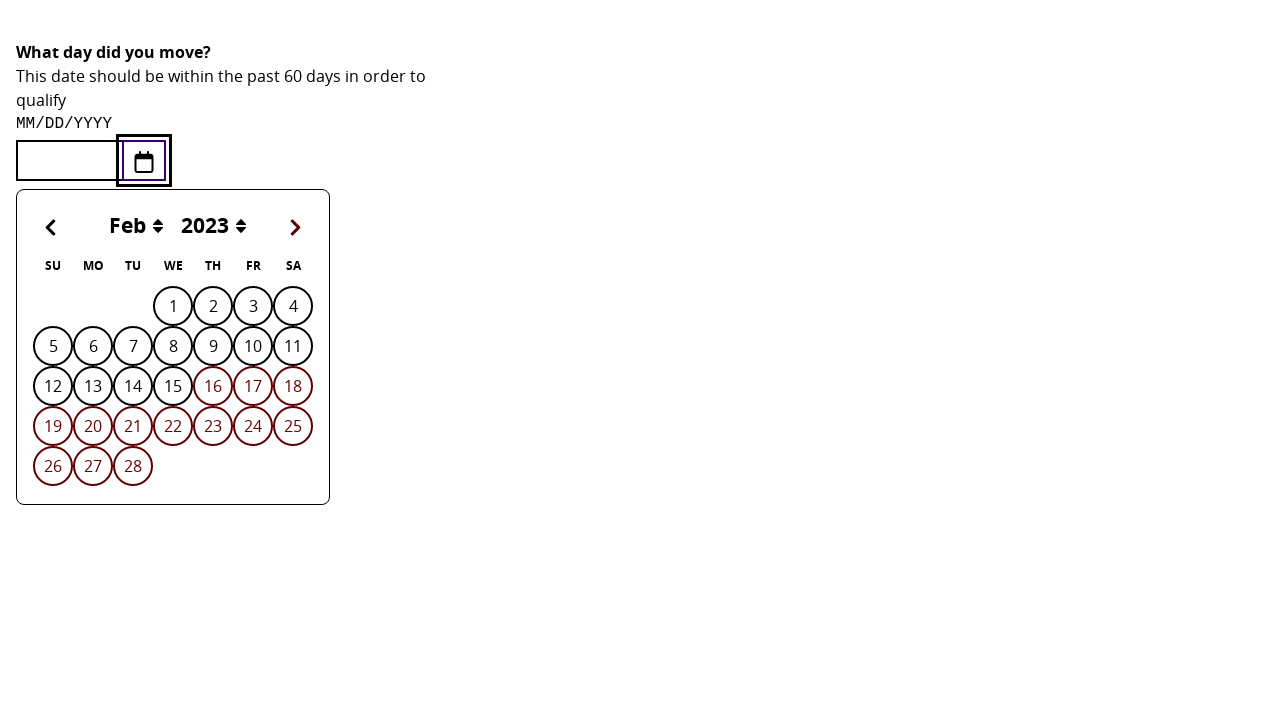 What day did you move?
This date should be within the past 60 days in order to
qualify
MM/DD/YYYY
Feb 2023
SU MO TU WE TH FR SA
1 2 3 4
5 6 7 8 9 10 11
12 13 14 15 16 17 18
19 20 21 22 23 24 25
26 27 28